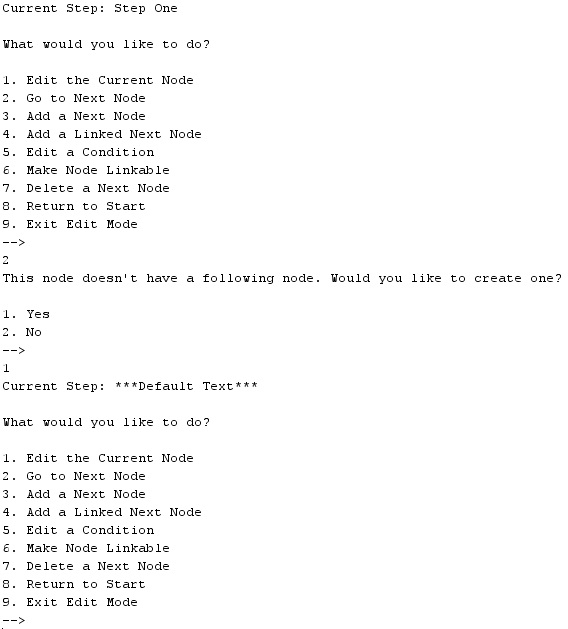 Current Step: Step One
What would you like to do?
1. Edit the Current Node
2. Go to Next Node
3. Add a Next Node
4. Add a Linked Next Node
5. Edit a Condition
6. Make Node Linkable
7. Delete a Next Node
8. Return to Start
9. Exit Edit Mode
-->
2
This node doesn't have a following node. Would you like to create one?
1. Yes
2. No
-->
1
Current Step: ***Default Text***
What would you like to do?
1. Edit the Current Node
2. Go to Next Node
3. Add a Next Node
4. Add a Linked Next Node
5. Edit a Condition
6. Make Node Linkable
7. Delete a Next Node
8. Return to Start
9. Exit Edit Mode
-->